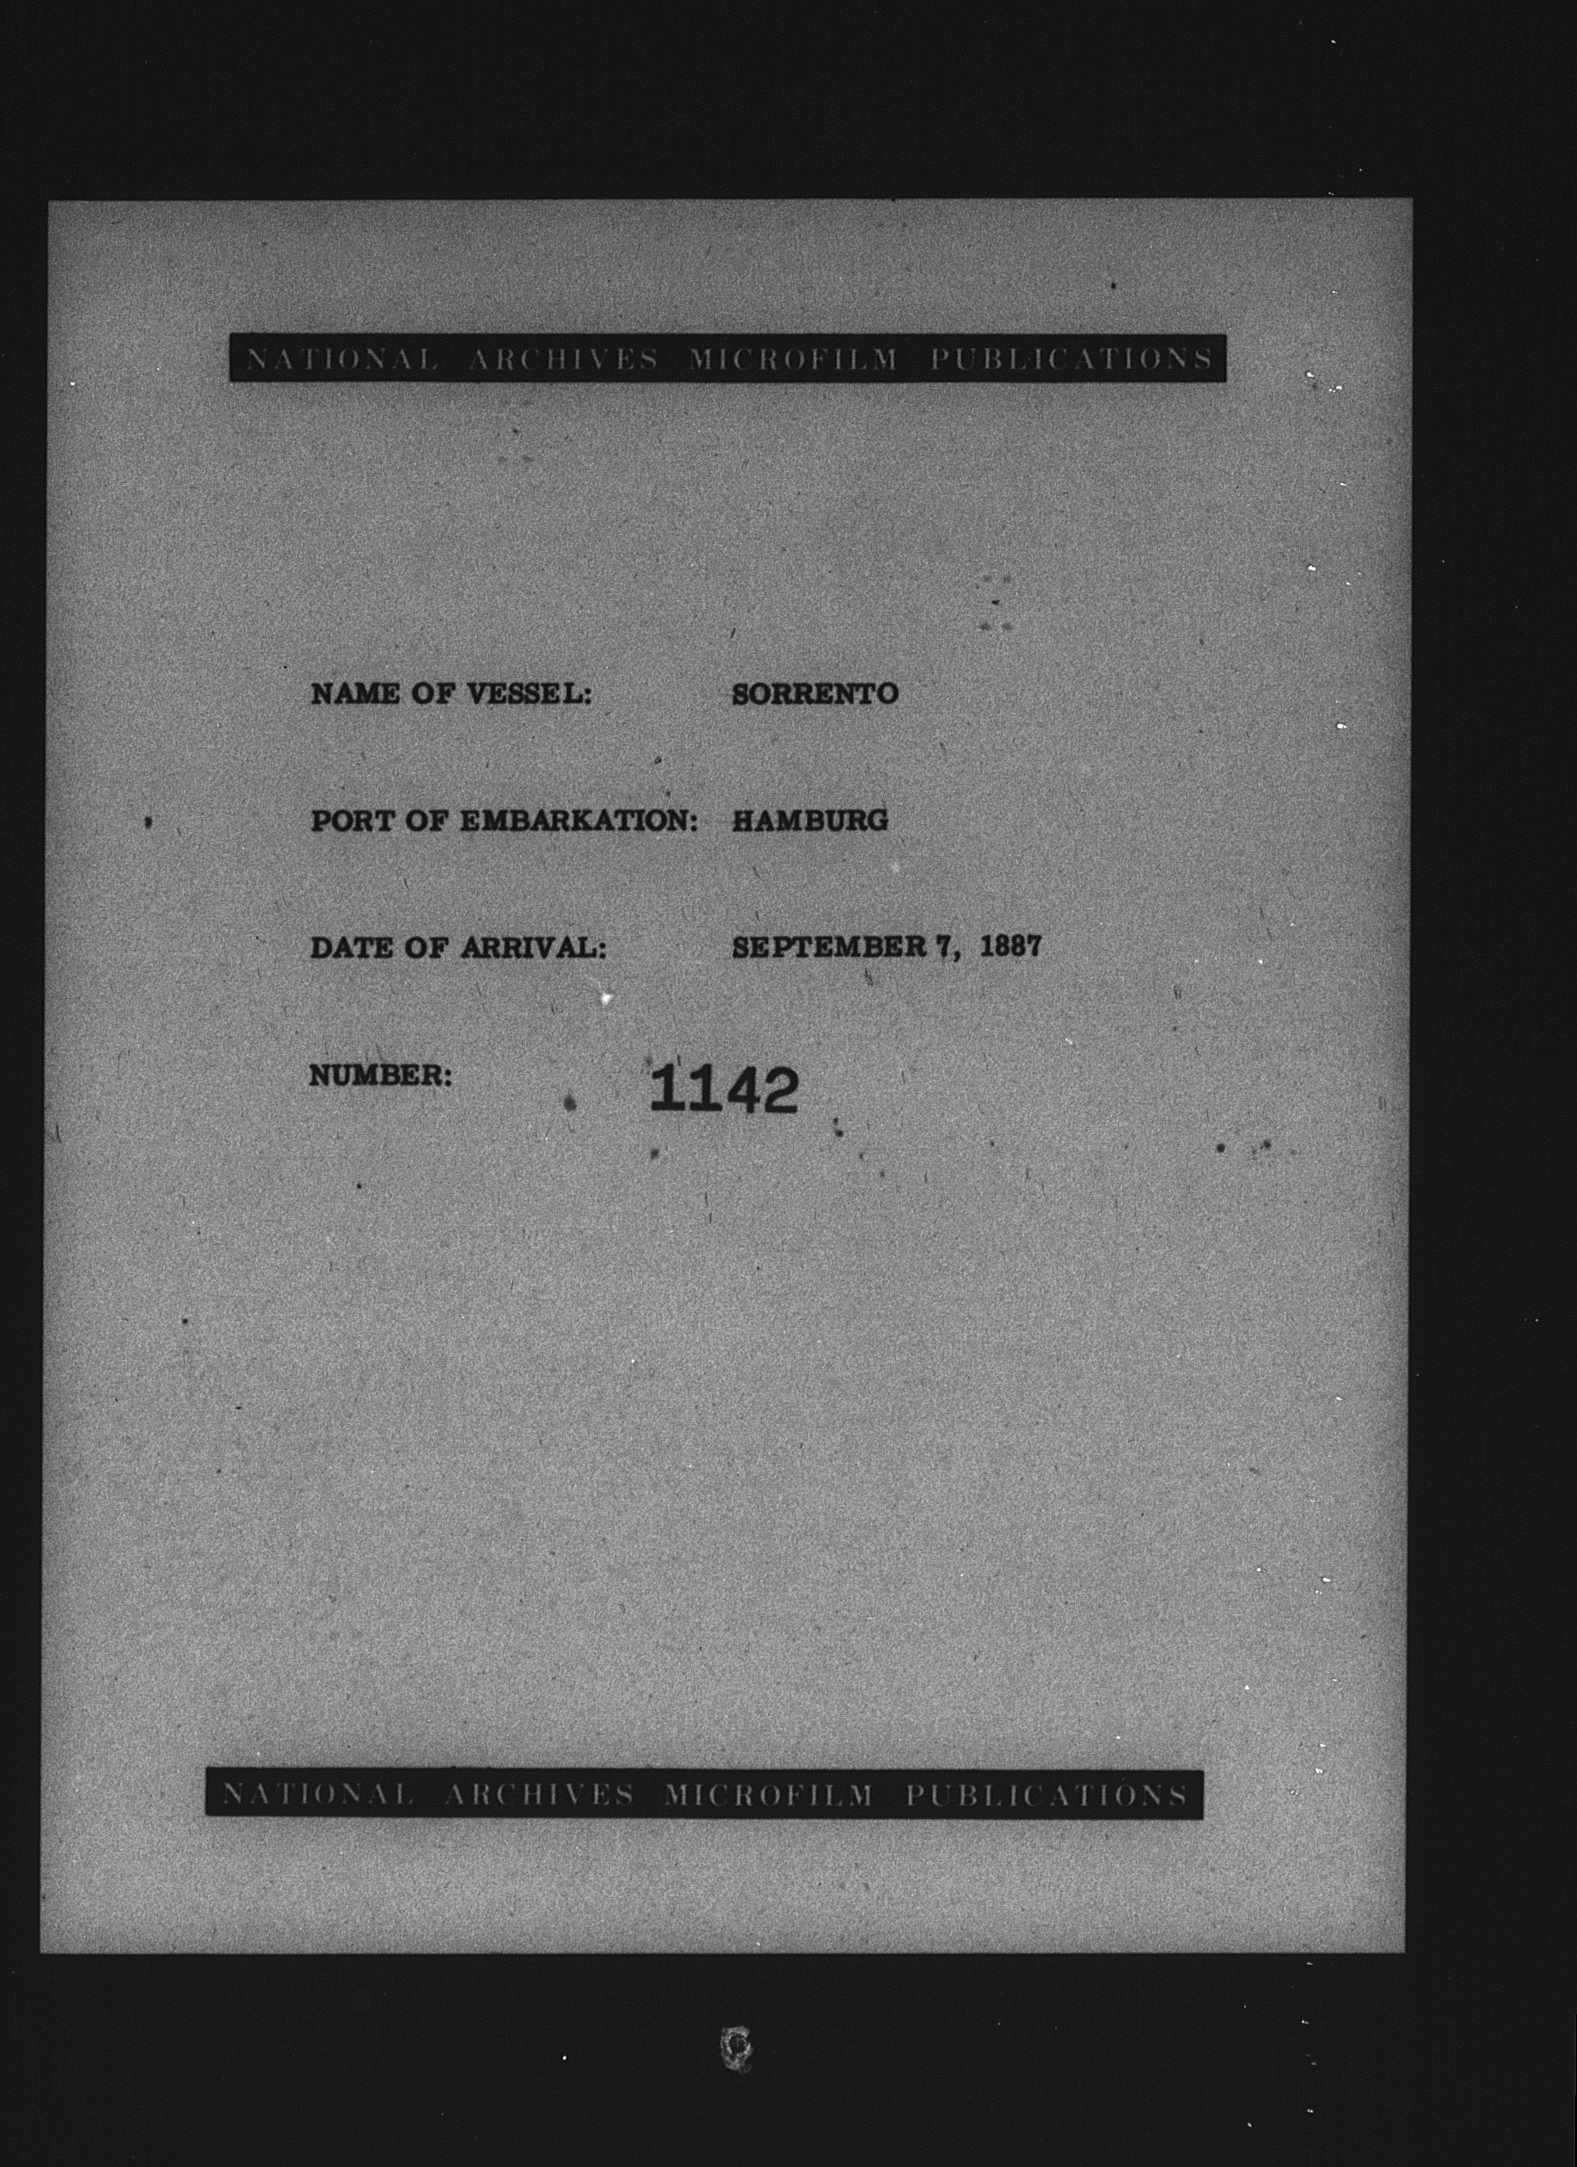 NATIONAL ARCHIVES MICROFILM PUBLICATIONS
NAME OF VESSEL: SORRENTO
PORT OF EMBARKATION: HAMBURG
DATE OF ARRIVAL: SEPTEMBER 7, 1887
NUMBER: 1142
NATIONAL ARCHIVES MICROFILM PUBLICATIONS